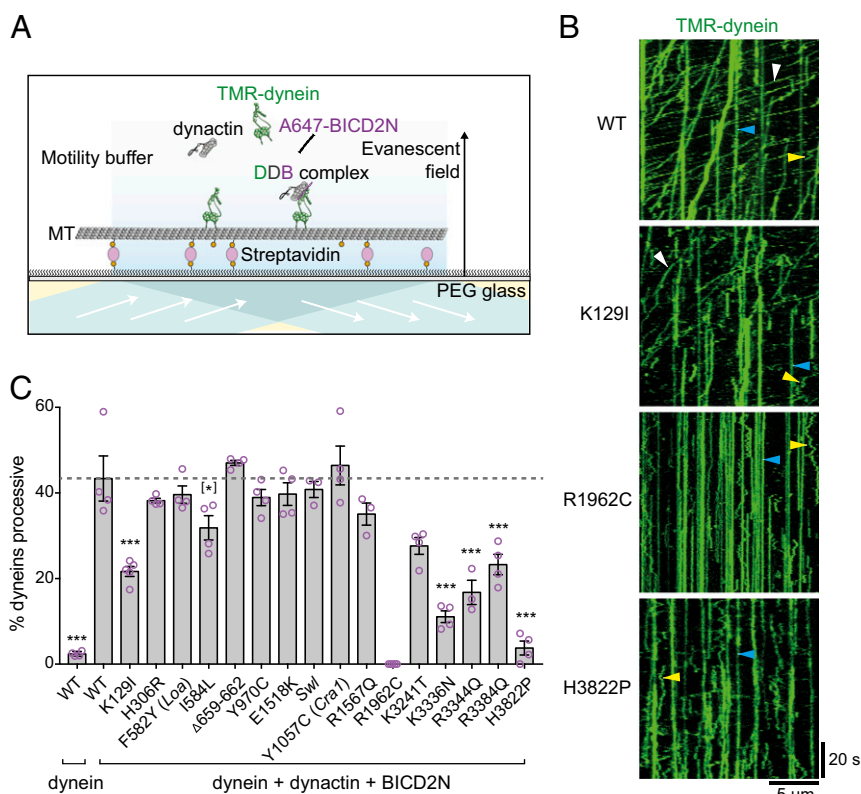 A
TMR-dynein
A647-BICD2N
dynactin
Evanescent
field
Motility buffer
DDB complex
MT
Streptavidin
PEG glass
B
TMR-dynein
WT
K129I
R1962C
H3822P
20 s
5 µm
C
% dyneins processive
60
40
20
0
***
***
[*]
***
***
***
***
WT
WT
K129I
H306R
F582Y (Loa)
I584L
Δ659-662
Y970C
E1518K
Swl
Y1057C (Cra1)
R1567Q
R1962C
K3241T
K3336N
R3344Q
R3384Q
H3822P
dynein
dynein + dynactin + BICD2N